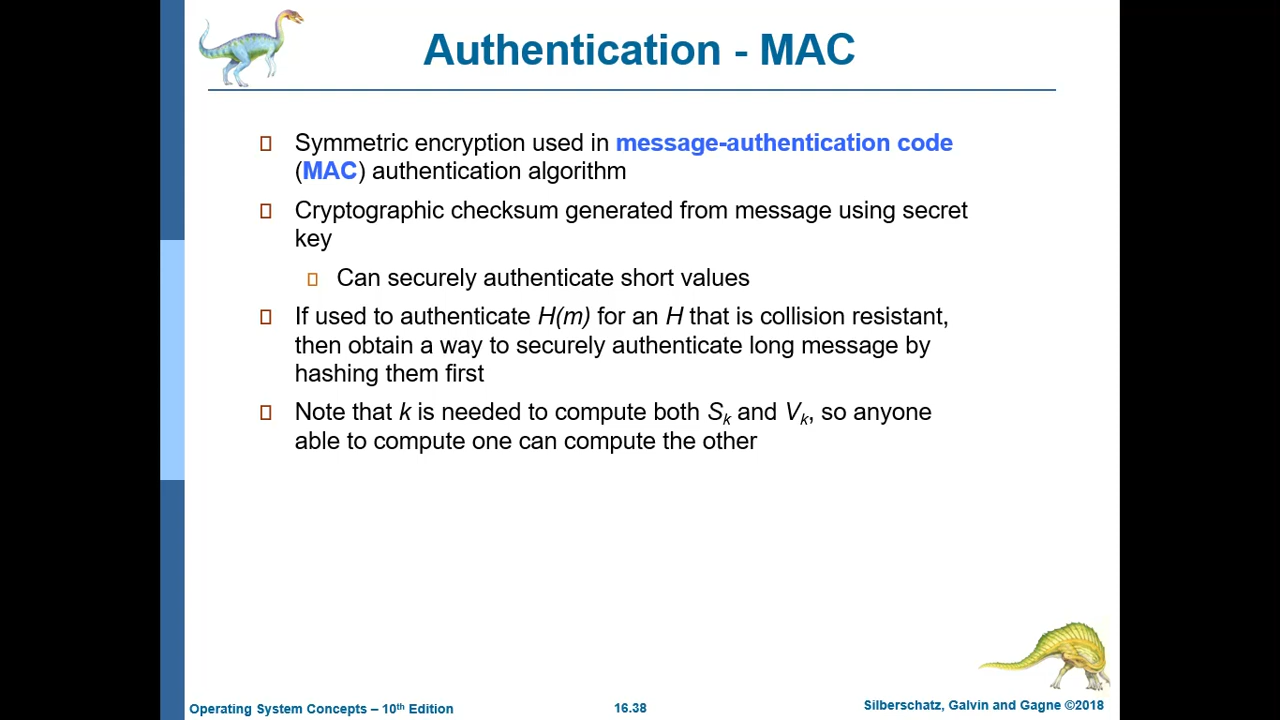 Authentication - MAC
Symmetric encryption used in message-authentication code
(MAC) authentication algorithm
Cryptographic checksum generated from message using secret
key
Can securely authenticate short values
If used to authenticate H(m) for an H that is collision resistant,
then obtain a way to securely authenticate long message by
hashing them first
Note that k is needed to compute both Sk and Vk, so anyone
able to compute one can compute the other
Operating System Concepts – 10th Edition
16.38
Silberschatz, Galvin and Gagne ©2018